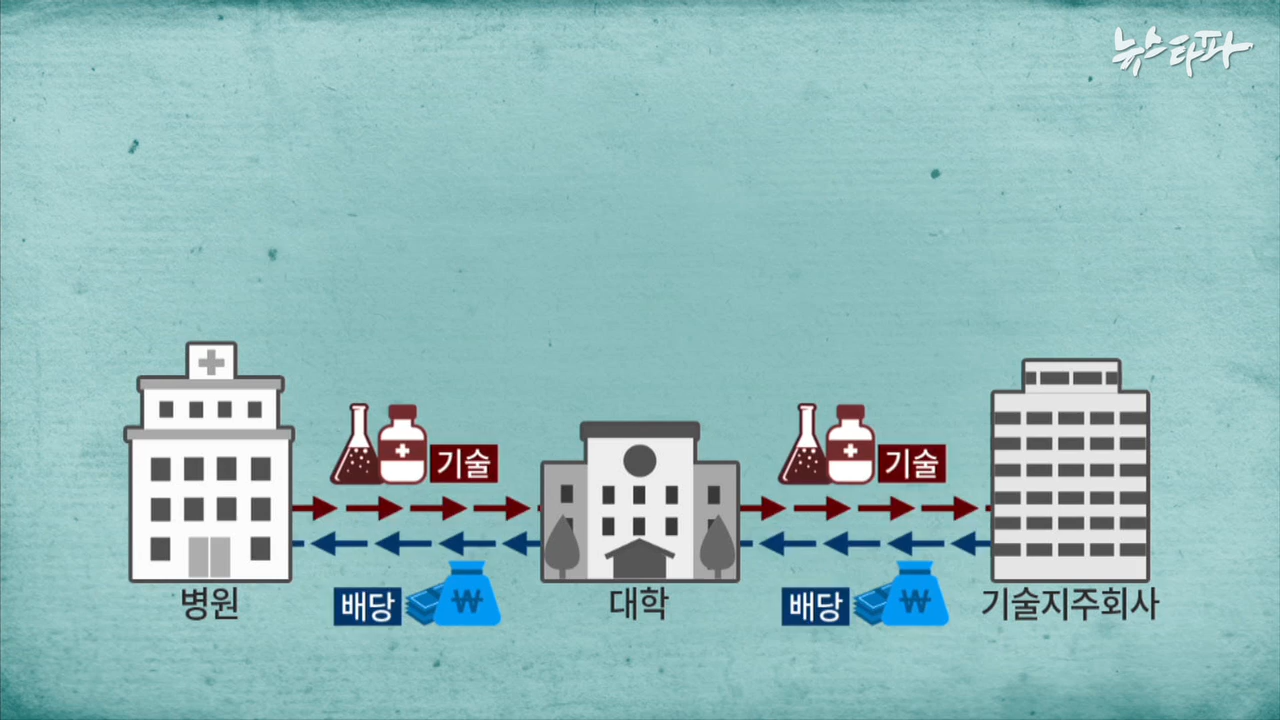 뉴스타파
기술
기술
배당
배당
병원
대학
기술지주회사